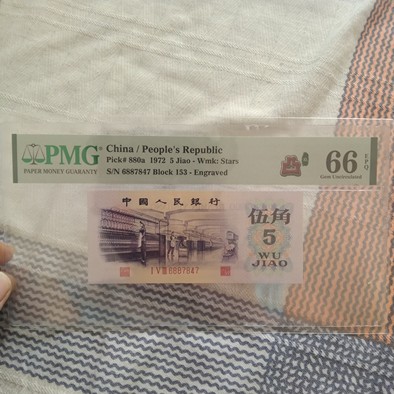 PMG
PAPER MONEY GUARANTY
China / People's Republic
Pick# 880a 1972 5 Jiao - Wmk: Stars
S/N 6887847 Block 153 - Engraved
66 EPQ
Gem Uncirculated
中國人民銀行
伍角
5
WU
JIAO
6887847